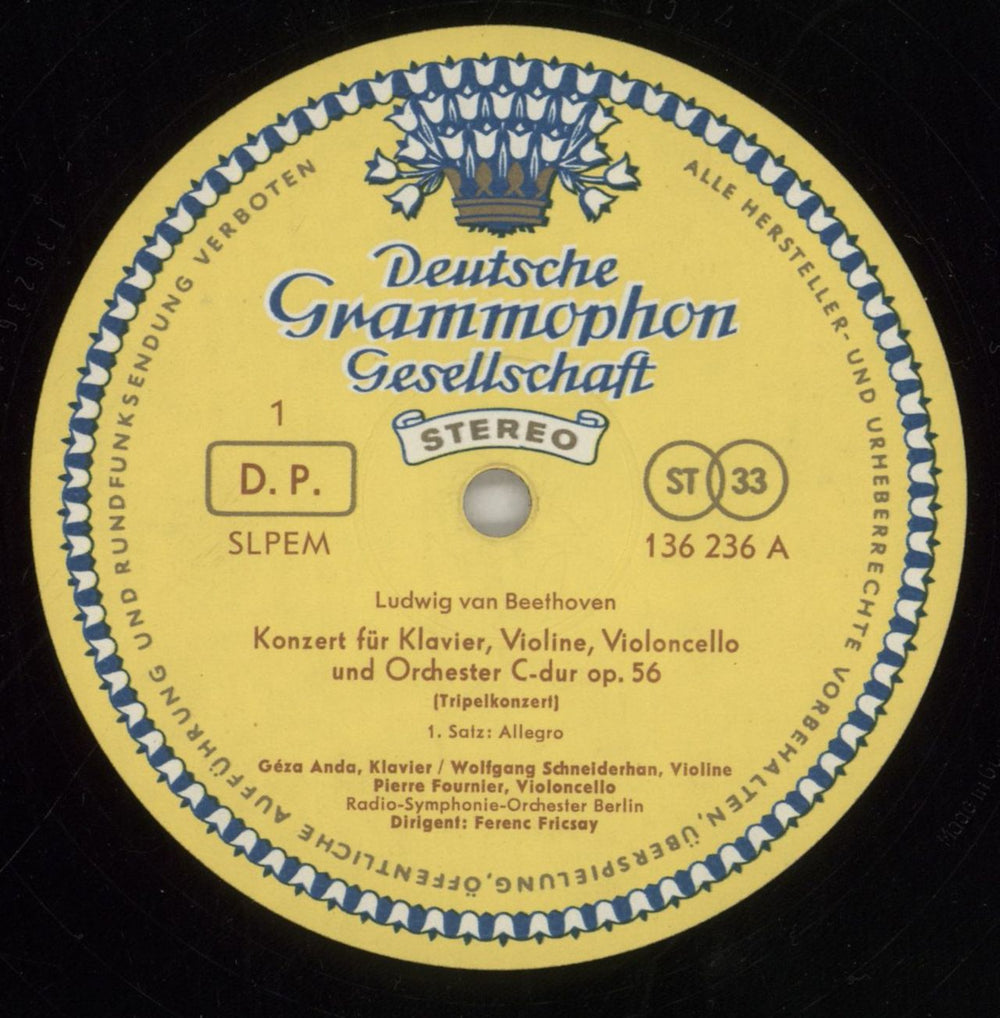 Deutsche
Grammophon
Gesellschaft
STEREO
1
D. P.
SLPEM
ST 33
136 236 A
Ludwig van Beethoven
Konzert für Klavier, Violine, Violoncello
und Orchester C-dur op. 56
(Tripelkonzert)
1. Satz: Allegro
Géza Anda, Klavier / Wolfgang Schneiderhan, Violine
Pierre Fournier, Violoncello
Radio-Symphonie-Orchester Berlin
Dirigent: Ferenc Fricsay
ALLE HERSTELLER- UND URHEBERRECHTE VORBEHALTEN, ÜBERSPIELUNG, ÖFFENTLICHE AUFFÜHRUNG UND RUNDFUNKSENDUNG VERBOTEN